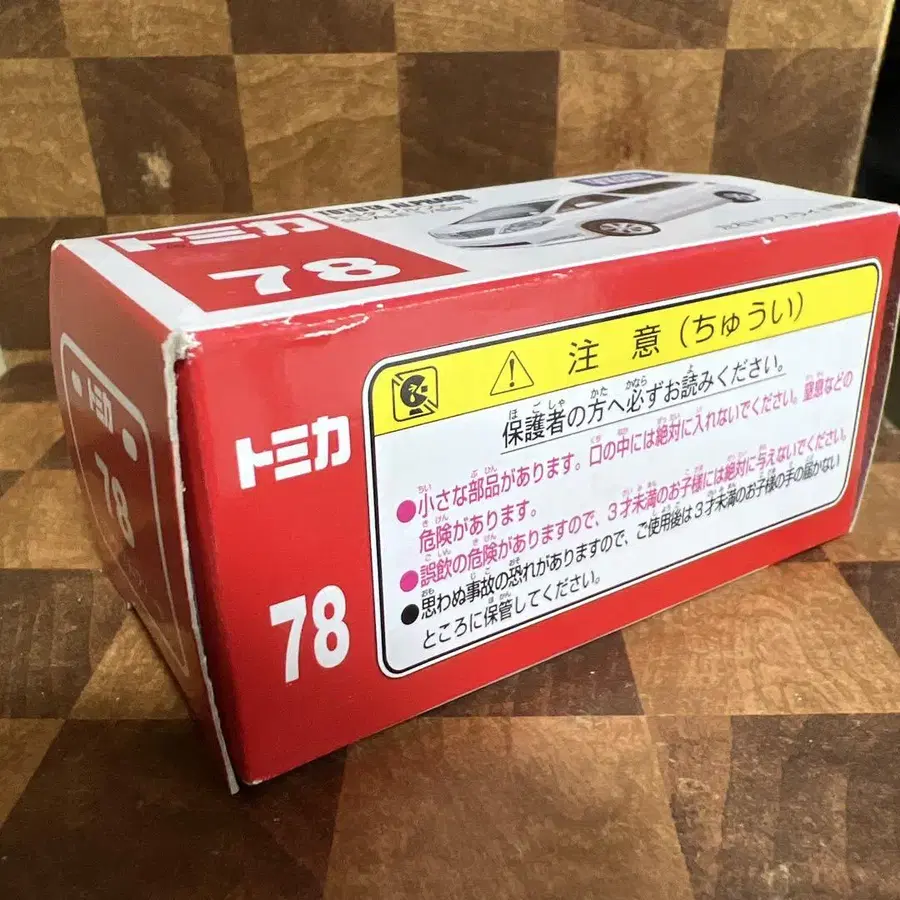 トミカ
78
トミカ
78
トミカ
78
注意(ちゅうい)
保護者の方へ必ずお読みください。
●小さな部品があります。口の中には絶対に入れないでください。窒息などの
危険があります。
●誤飲の危険がありますので、3才未満のお子様には絶対に与えないでください。
●思わぬ事故の恐れがありますので、ご使用後は3才未満のお子様の手の届かない
ところに保管してください。